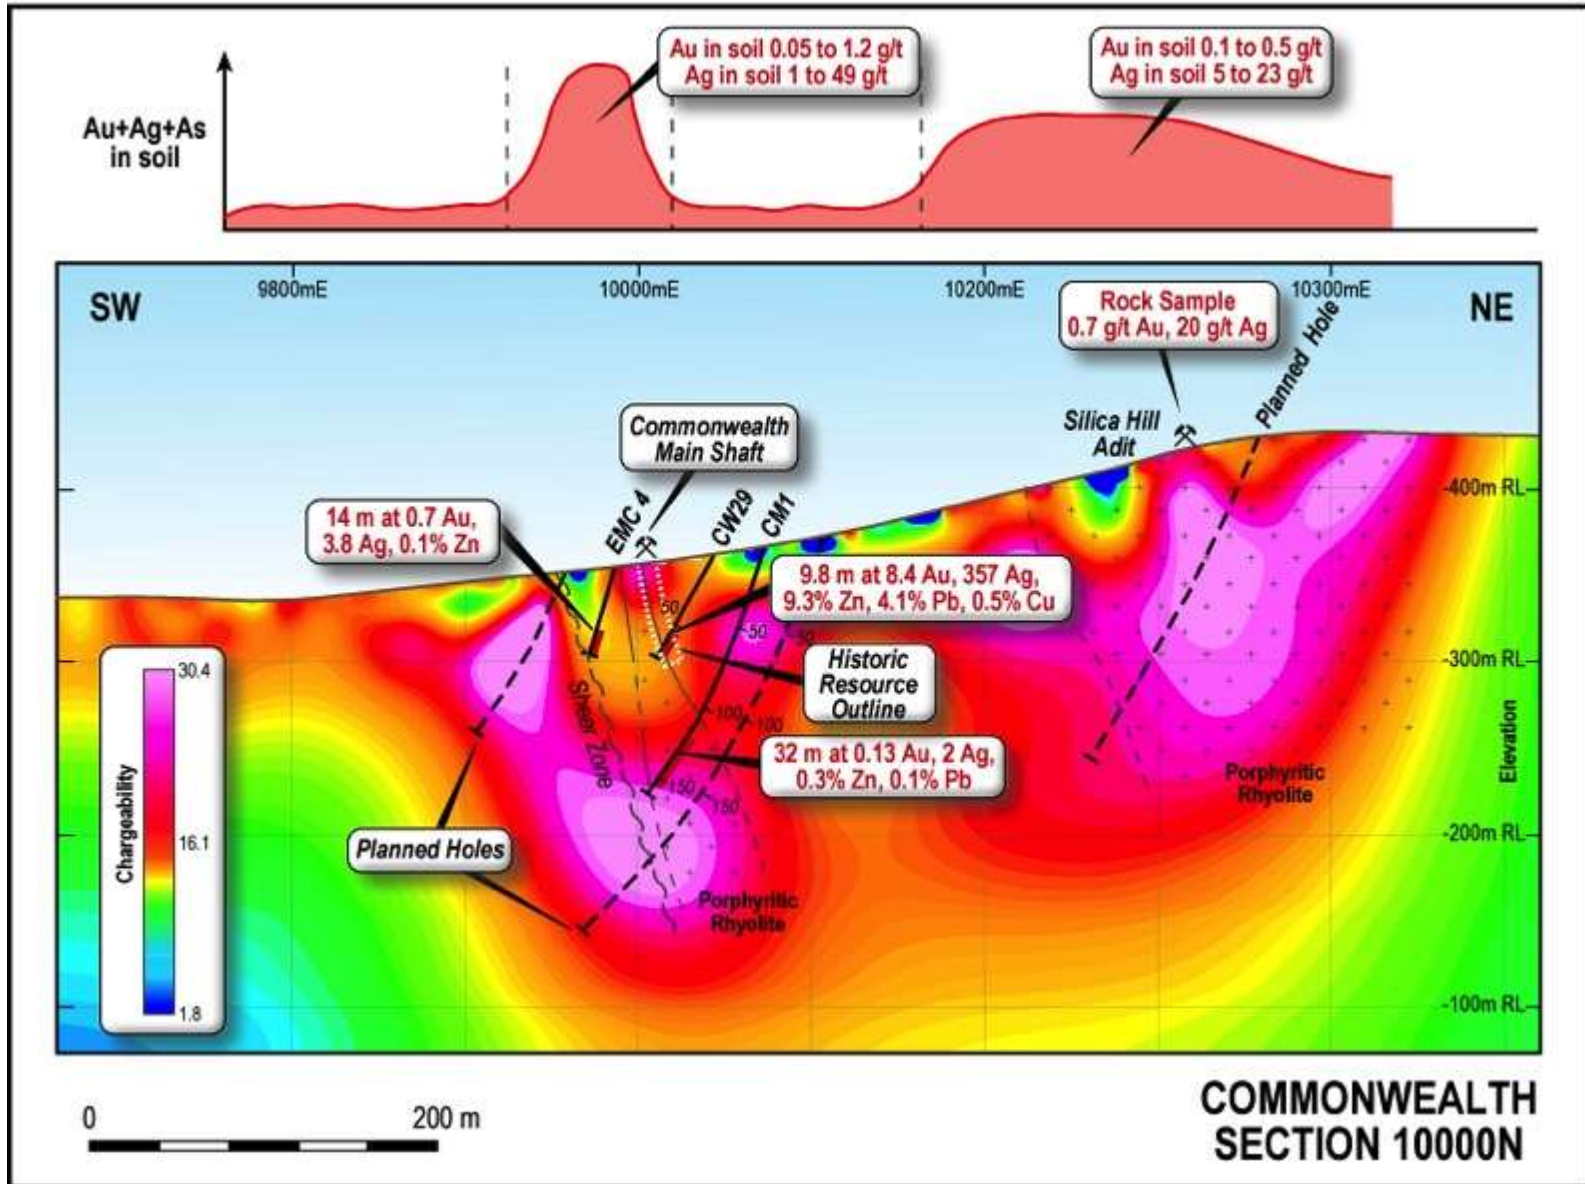 Au in soil 0.05 to 1.2 g/t
Ag in soil 1 to 49 g/t
Au in soil 0.1 to 0.5 g/t
Ag in soil 5 to 23 g/t
Au+Ag+As
in soil
SW
9800mE
10000mE
10200mE
10300mE
NE
Rock Sample
0.7 g/t Au, 20 g/t Ag
Planned Hole
Silica Hill
Adit
Commonwealth
Main Shaft
14 m at 0.7 Au,
3.8 Ag, 0.1% Zn
EMC 4
CW29
CM1
-400m RL
9.8 m at 8.4 Au, 357 Ag,
9.3% Zn, 4.1% Pb, 0.5% Cu
50
50
50
Historic
Resource
Outline
-300m RL
30.4
Shear Zone
100
100
32 m at 0.13 Au, 2 Ag,
0.3% Zn, 0.1% Pb
150
150
Porphyritic
Rhyolite
Elevation
Chargeability
16.1
Planned Holes
-200m RL
Porphyritic
Rhyolite
1.8
-100m RL
0
200 m
COMMONWEALTH
SECTION 10000N